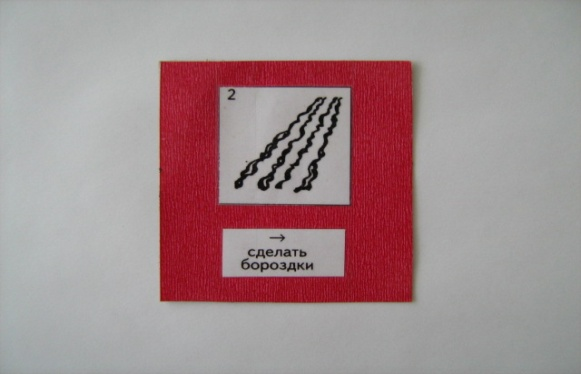 2
→
сделать
бороздки